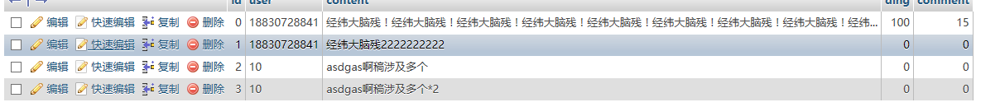 id user content ding comment
编辑 快速编辑 复制 删除 0 18830728841 经纬大脑残！经纬大脑残！经纬大脑残！经纬大脑残！经纬大脑残！经纬大脑残！经纬大脑残！经纬大脑残！经纬... 100 15
编辑 快速编辑 复制 删除 1 18830728841 经纬大脑残2222222222 0 0
编辑 快速编辑 复制 删除 2 10 asdgas啊稿涉及多个 0 0
编辑 快速编辑 复制 删除 3 10 asdgas啊稿涉及多个*2 0 0